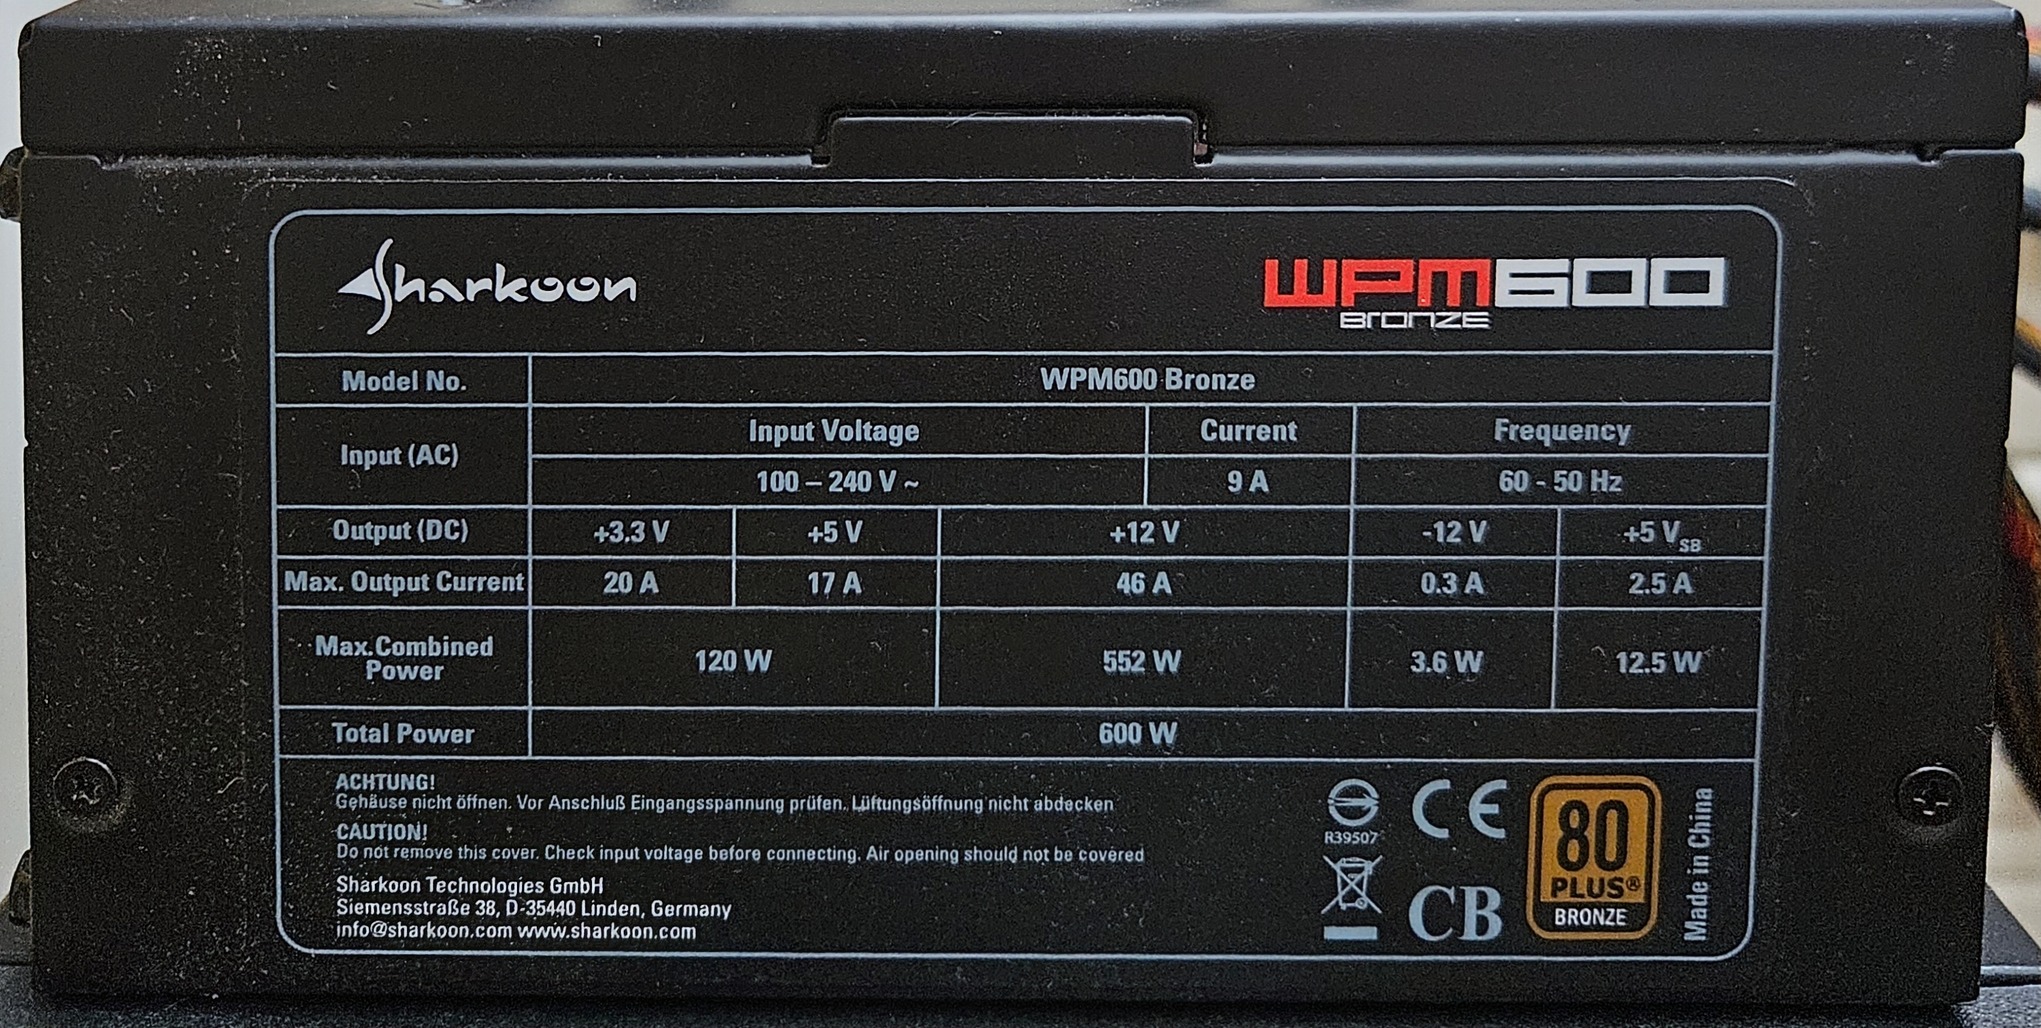 Sharkoon
WPM600
BRONZE
Model No. WPM600 Bronze
Input (AC) Input Voltage Current Frequency
100 – 240 V ~ 9 A 60 - 50 Hz
Output (DC) +3.3 V +5 V +12 V -12 V +5 VSB
Max. Output Current 20 A 17 A 46 A 0.3 A 2.5 A
Max.Combined
Power 120 W 552 W 3.6 W 12.5 W
Total Power 600 W
ACHTUNG!
Gehäuse nicht öffnen. Vor Anschluß Eingangsspannung prüfen. Lüftungsöffnung nicht abdecken
CAUTION!
Do not remove this cover. Check input voltage before connecting. Air opening should not be covered
Sharkoon Technologies GmbH
Siemensstraße 38, D-35440 Linden, Germany
info@sharkoon.com www.sharkoon.com
R39507
CE
CB
80
PLUS®
BRONZE
Made in China